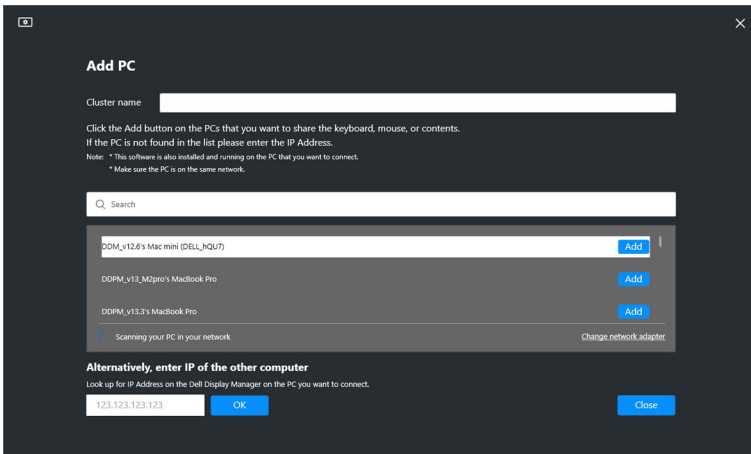 Add PC
Cluster name
Click the Add button on the PCs that you want to share the keyboard, mouse, or contents.
If the PC is not found in the list please enter the IP Address.
Note: * This software is also installed and running on the PC that you want to connect.
* Make sure the PC is on the same network.
Search
DDM_v12.6's Mac mini (DELL_hQU7) Add
DDPM_v13_M2pro's MacBook Pro Add
DDPM_v13.3's MacBook Pro Add
Scanning your PC in your network Change network adapter
Alternatively, enter IP of the other computer
Look up for IP Address on the Dell Display Manager on the PC you want to connect.
123.123.123.123 OK Close